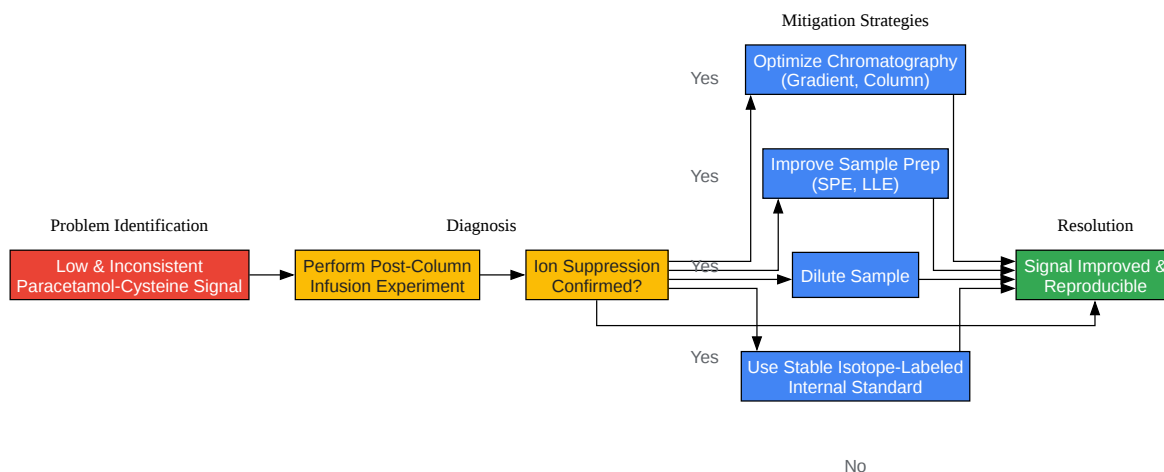 Mitigation Strategies
Yes
Optimize Chromatography
(Gradient, Column)
Yes
Improve Sample Prep
(SPE, LLE)
Problem Identification
Diagnosis
Resolution
Low & Inconsistent
Paracetamol-Cysteine Signal
Perform Post-Column
Infusion Experiment
Ion Suppression
Confirmed?
Yes
Dilute Sample
Signal Improved &
Reproducible
Yes
Use Stable Isotope-Labeled
Internal Standard
No